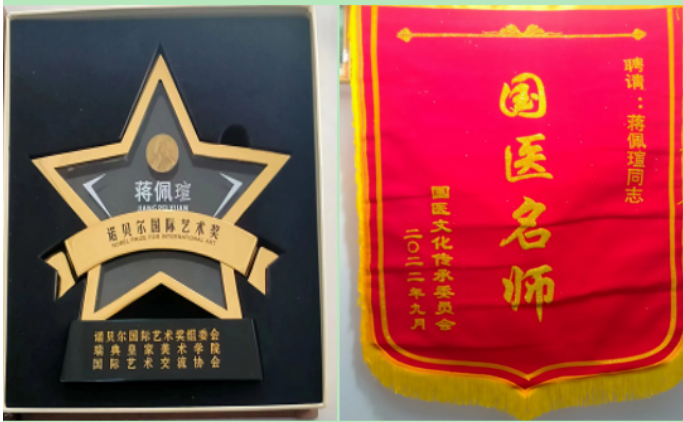 蒋佩瑄
JIANG PEI XUAN
诺贝尔国际艺术奖
NOBEL PRIZE FOR INTERNATIONAL ART
诺贝尔国际艺术奖组委会
瑞典皇家美术学院
国际艺术交流协会
聘请：蒋佩瑄同志
国医名师
国医文化传承委员会
二〇二二年九月